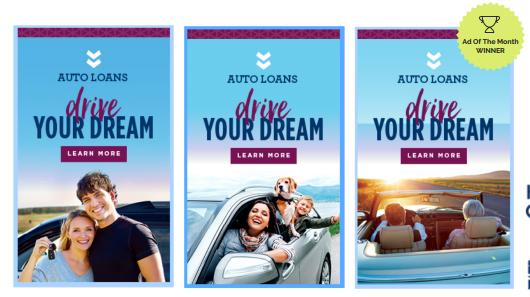 Ad Of The Month
WINNER
AUTO LOANS
drive
YOUR DREAM
LEARN MORE
AUTO LOANS
drive
YOUR DREAM
LEARN MORE
AUTO LOANS
drive
YOUR DREAM
LEARN MORE